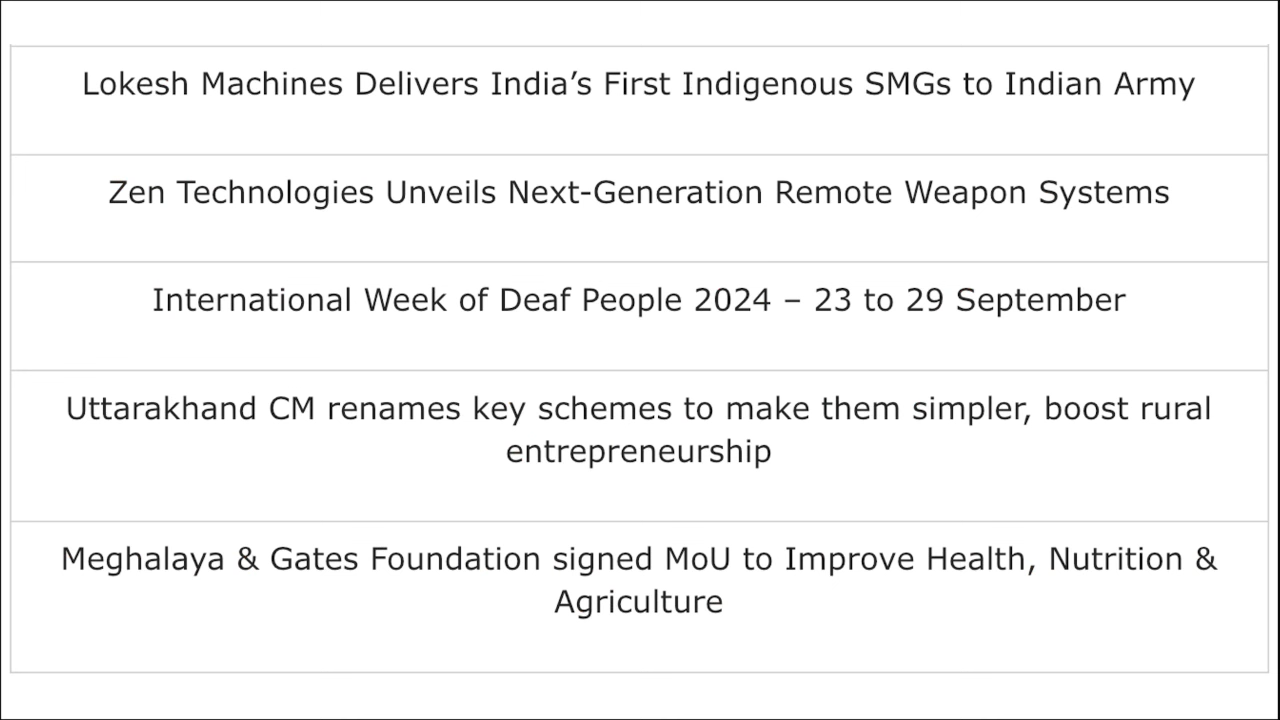 Lokesh Machines Delivers India’s First Indigenous SMGs to Indian Army
Zen Technologies Unveils Next-Generation Remote Weapon Systems
International Week of Deaf People 2024 – 23 to 29 September
Uttarakhand CM renames key schemes to make them simpler, boost rural
entrepreneurship
Meghalaya & Gates Foundation signed MoU to Improve Health, Nutrition &
Agriculture